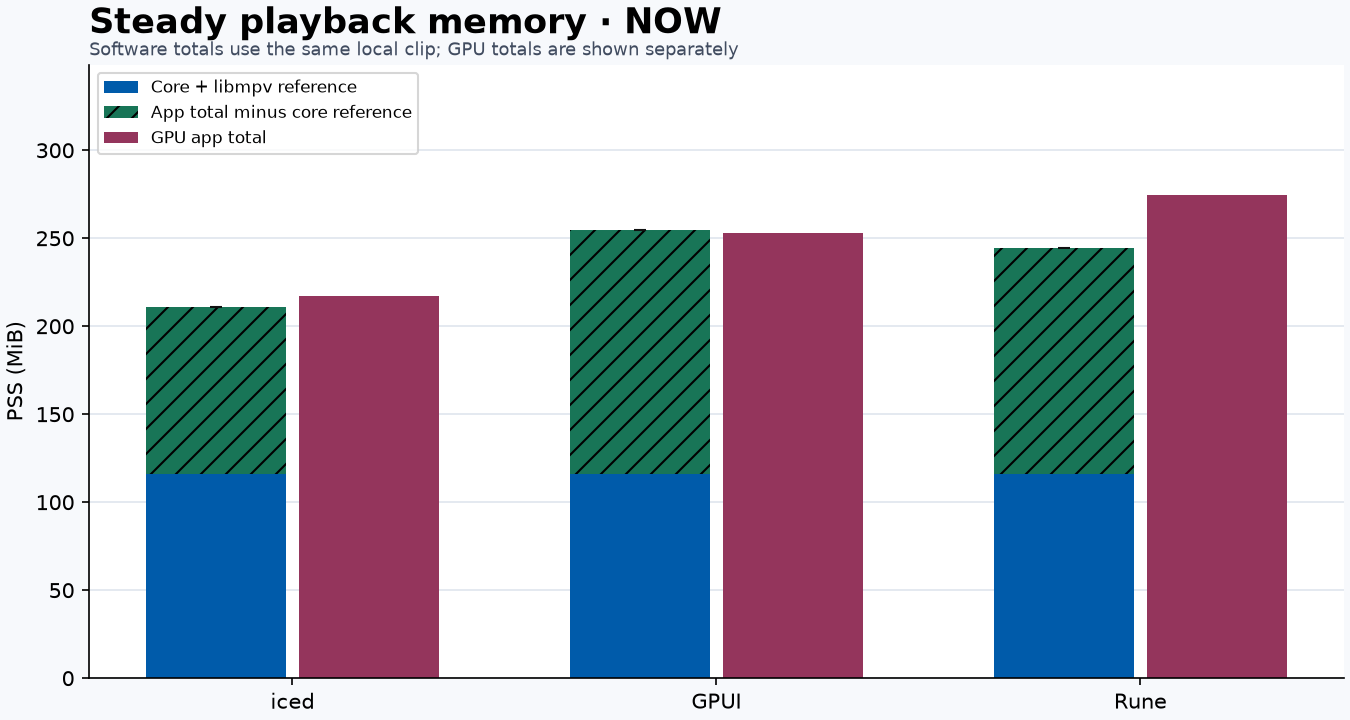 Steady playback memory · NOW
Software totals use the same local clip; GPU totals are shown separately
Core + libmpv reference
App total minus core reference
GPU app total
PSS (MiB)
300
250
200
150
100
50
0
iced
GPUI
Rune